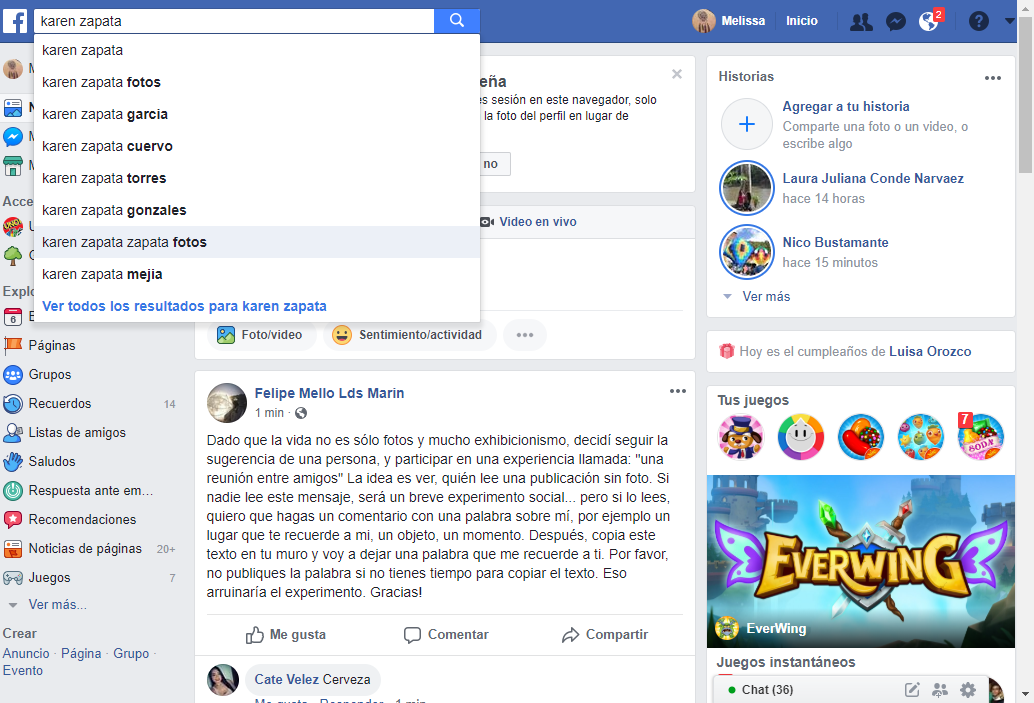 karen zapata
Melissa
Inicio
2
karen zapata
karen zapata fotos
karen zapata garcia
karen zapata cuervo
karen zapata torres
karen zapata gonzales
karen zapata zapata fotos
karen zapata mejia
Ver todos los resultados para karen zapata
eña
es sesión en este navegador, solo
la foto del perfil en lugar de
no
Video en vivo
Foto/video
Sentimiento/actividad
Acce
Explo
6
Páginas
Grupos
Recuerdos 14
Listas de amigos
Saludos
Respuesta ante em...
Recomendaciones
Noticias de páginas 20+
Juegos 7
Ver más...
Crear
Anuncio · Página · Grupo ·
Evento
Felipe Mello Lds Marin
1 min ·
Dado que la vida no es sólo fotos y mucho exhibicionismo, decidí seguir la
sugerencia de una persona, y participar en una experiencia llamada: "una
reunión entre amigos" La idea es ver, quién lee una publicación sin foto. Si
nadie lee este mensaje, será un breve experimento social... pero si lo lees,
quiero que hagas un comentario con una palabra sobre mí, por ejemplo un
lugar que te recuerde a mi, un objeto, un momento. Después, copia este
texto en tu muro y voy a dejar una palabra que me recuerde a ti. Por favor,
no publiques la palabra si no tienes tiempo para copiar el texto. Eso
arruinaría el experimento. Gracias!
Me gusta
Comentar
Compartir
Cate Velez Cerveza
Me gusta · Responder · 1 min
Historias
Agregar a tu historia
Comparte una foto o un video, o
escribe algo
Laura Juliana Conde Narvaez
hace 14 horas
Nico Bustamante
hace 15 minutos
Ver más
Hoy es el cumpleaños de Luisa Orozco
Tus juegos
7
SODA
EVERWING
EverWing
Juegos instantáneos
Chat (36)